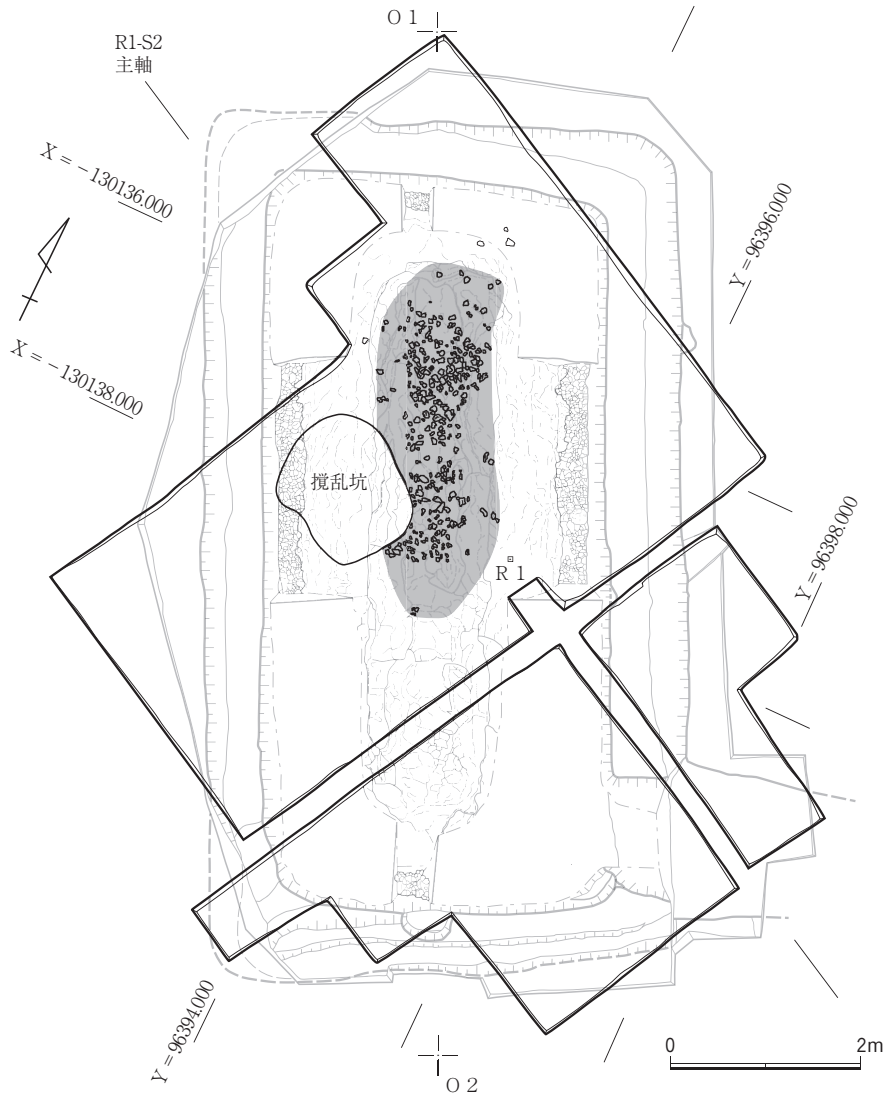 O 1
R1-S2
主軸
X = −130136.000
Y = 96396.000
X = −130138.000
撹乱坑
R 1
Y = 96398.000
Y = 96394.000
0 2m
O 2